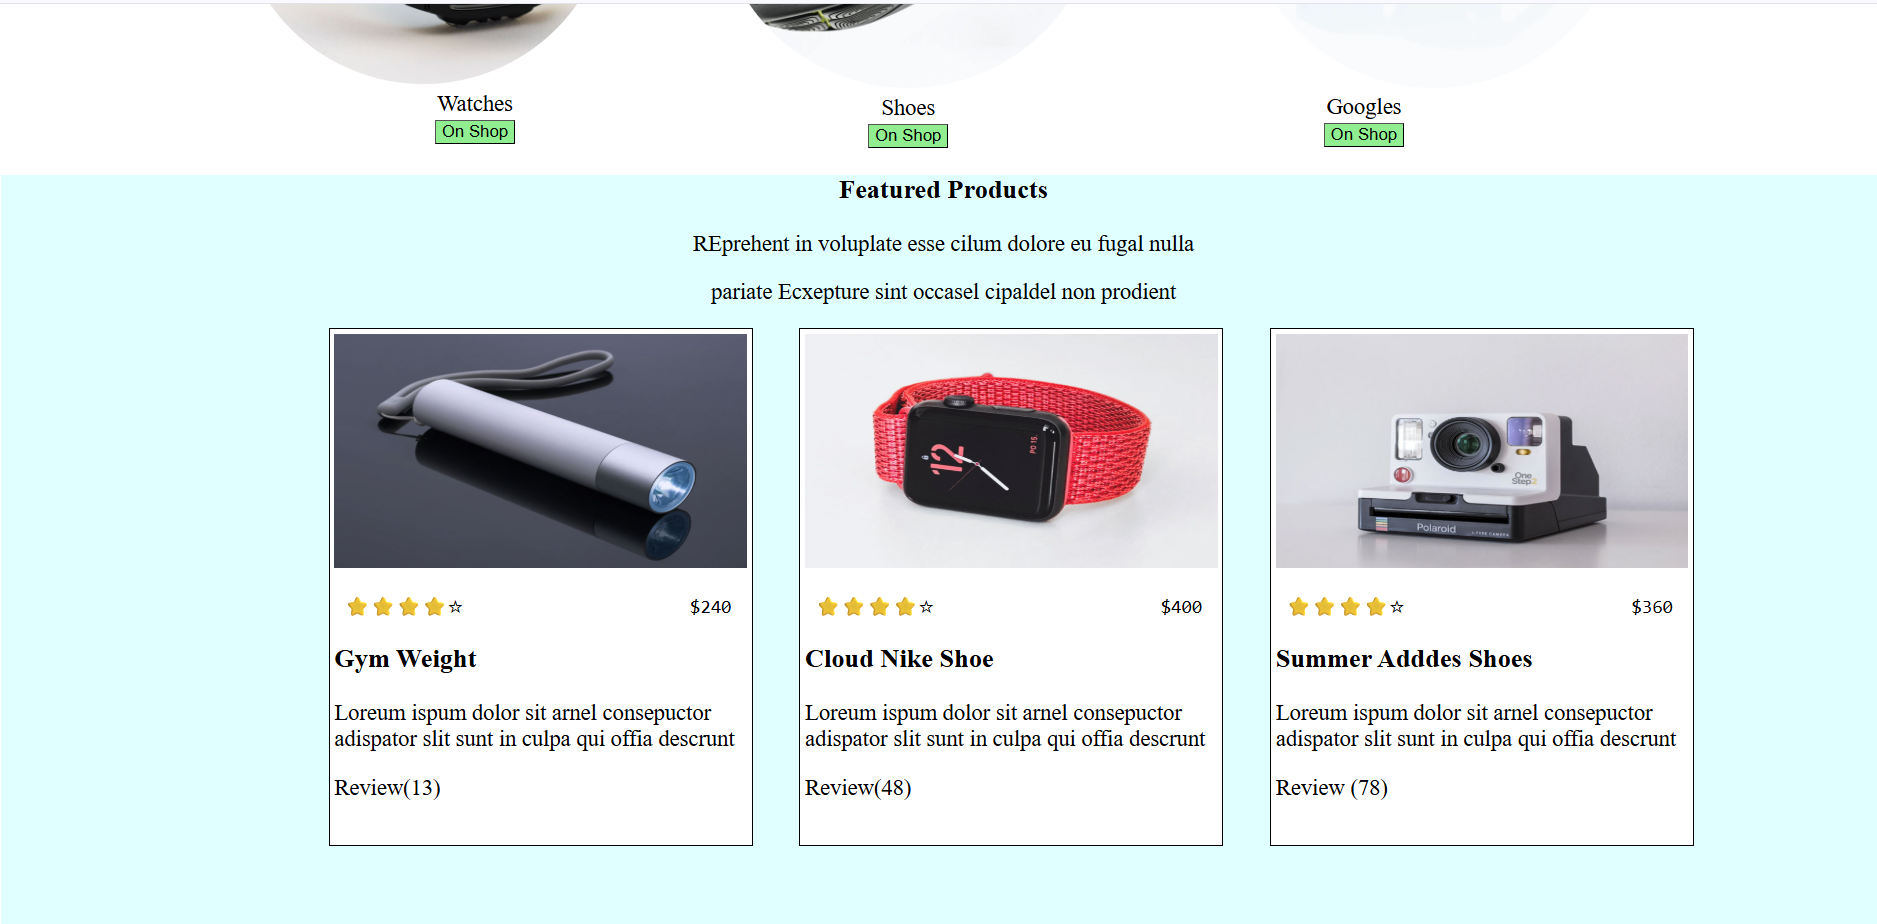 Watches
Shoes
Googles
On Shop
On Shop
On Shop
Featured Products
REprehent in voluplate esse cilum dolore eu fugal nulla
pariate Ecxepture sint occasel cipaldel non prodient
12
One
Step2
Polaroid
$240
$400
$360
Gym Weight
Loreum ispum dolor sit arnel consepuctor
adispator slit sunt in culpa qui offia descrunt
Review(13)
Cloud Nike Shoe
Loreum ispum dolor sit arnel consepuctor
adispator slit sunt in culpa qui offia descrunt
Review(48)
Summer Adddes Shoes
Loreum ispum dolor sit arnel consepuctor
adispator slit sunt in culpa qui offia descrunt
Review (78)